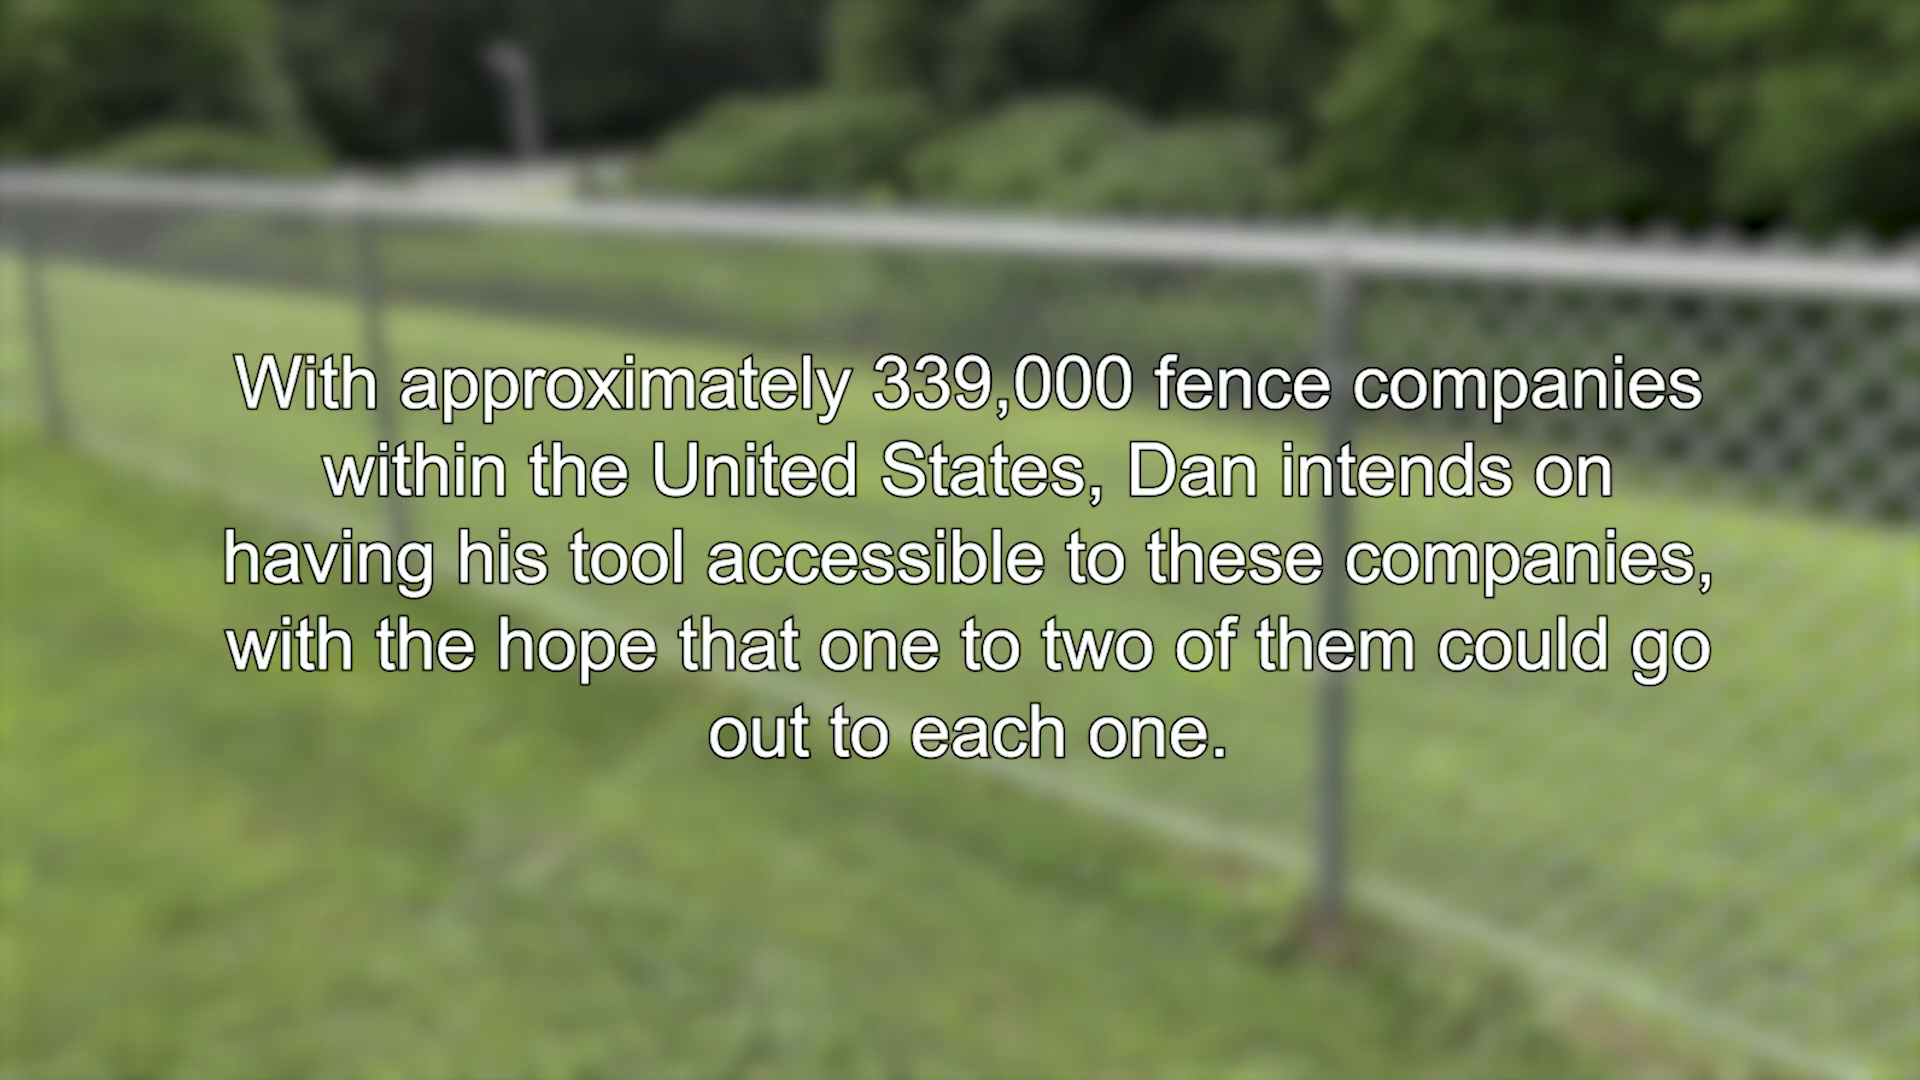 With approximately 339,000 fence companies
within the United States, Dan intends on
having his tool accessible to these companies,
with the hope that one to two of them could go
out to each one.